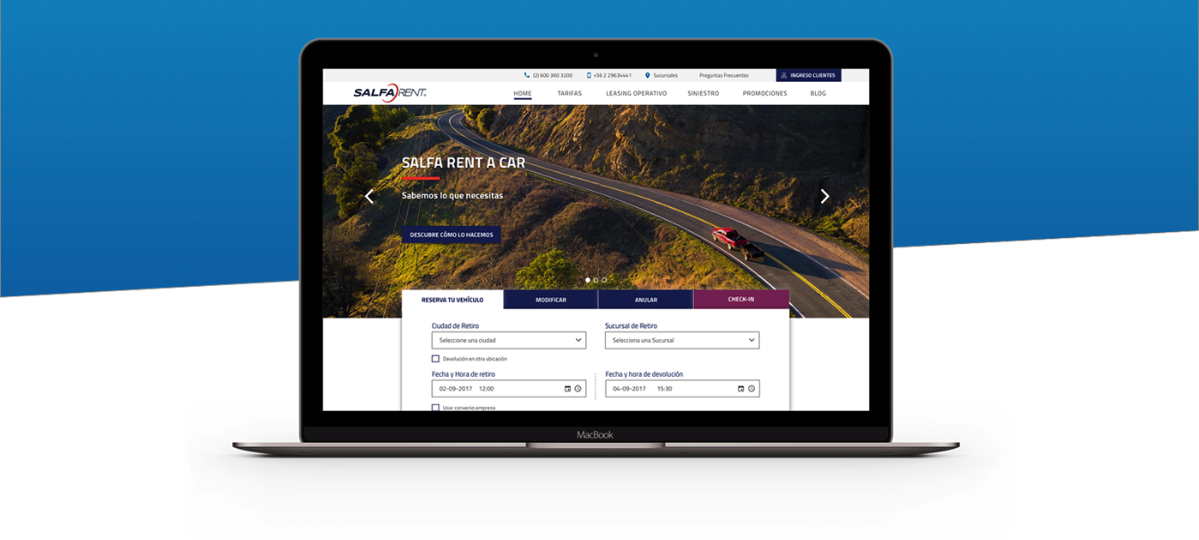 (2) 600 360 3200 +56 2 29634441 Sucursales Preguntas Frecuentes INGRESO CLIENTES
SALFA RENT HOME TARIFAS LEASING OPERATIVO SINIESTRO PROMOCIONES BLOG
SALFA RENT A CAR
Sabemos lo que necesitas
DESCUBRE CÓMO LO HACEMOS
RESERVA TU VEHÍCULO MODIFICAR ANULAR CHECK-IN
Ciudad de Retiro Sucursal de Retiro
Seleccione una ciudad Selecciona una Sucursal
Devolución en otra ubicación
Fecha y Hora de retiro Fecha y hora de devolución
02-09-2017 12:00 04-09-2017 15:30
Usar convenio empresa
MacBook